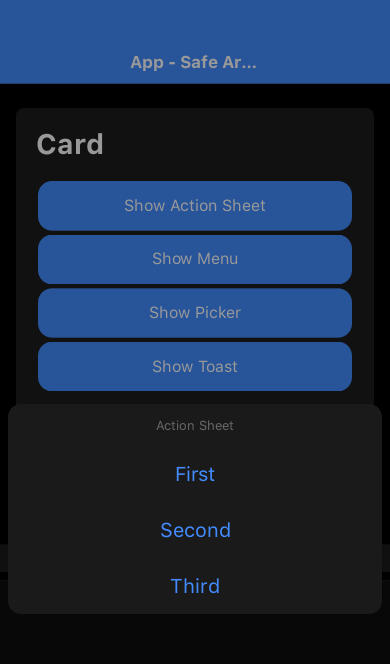 App - Safe Ar...
Card
Show Action Sheet
Show Menu
Show Picker
Show Toast
Action Sheet
First
Second
Third